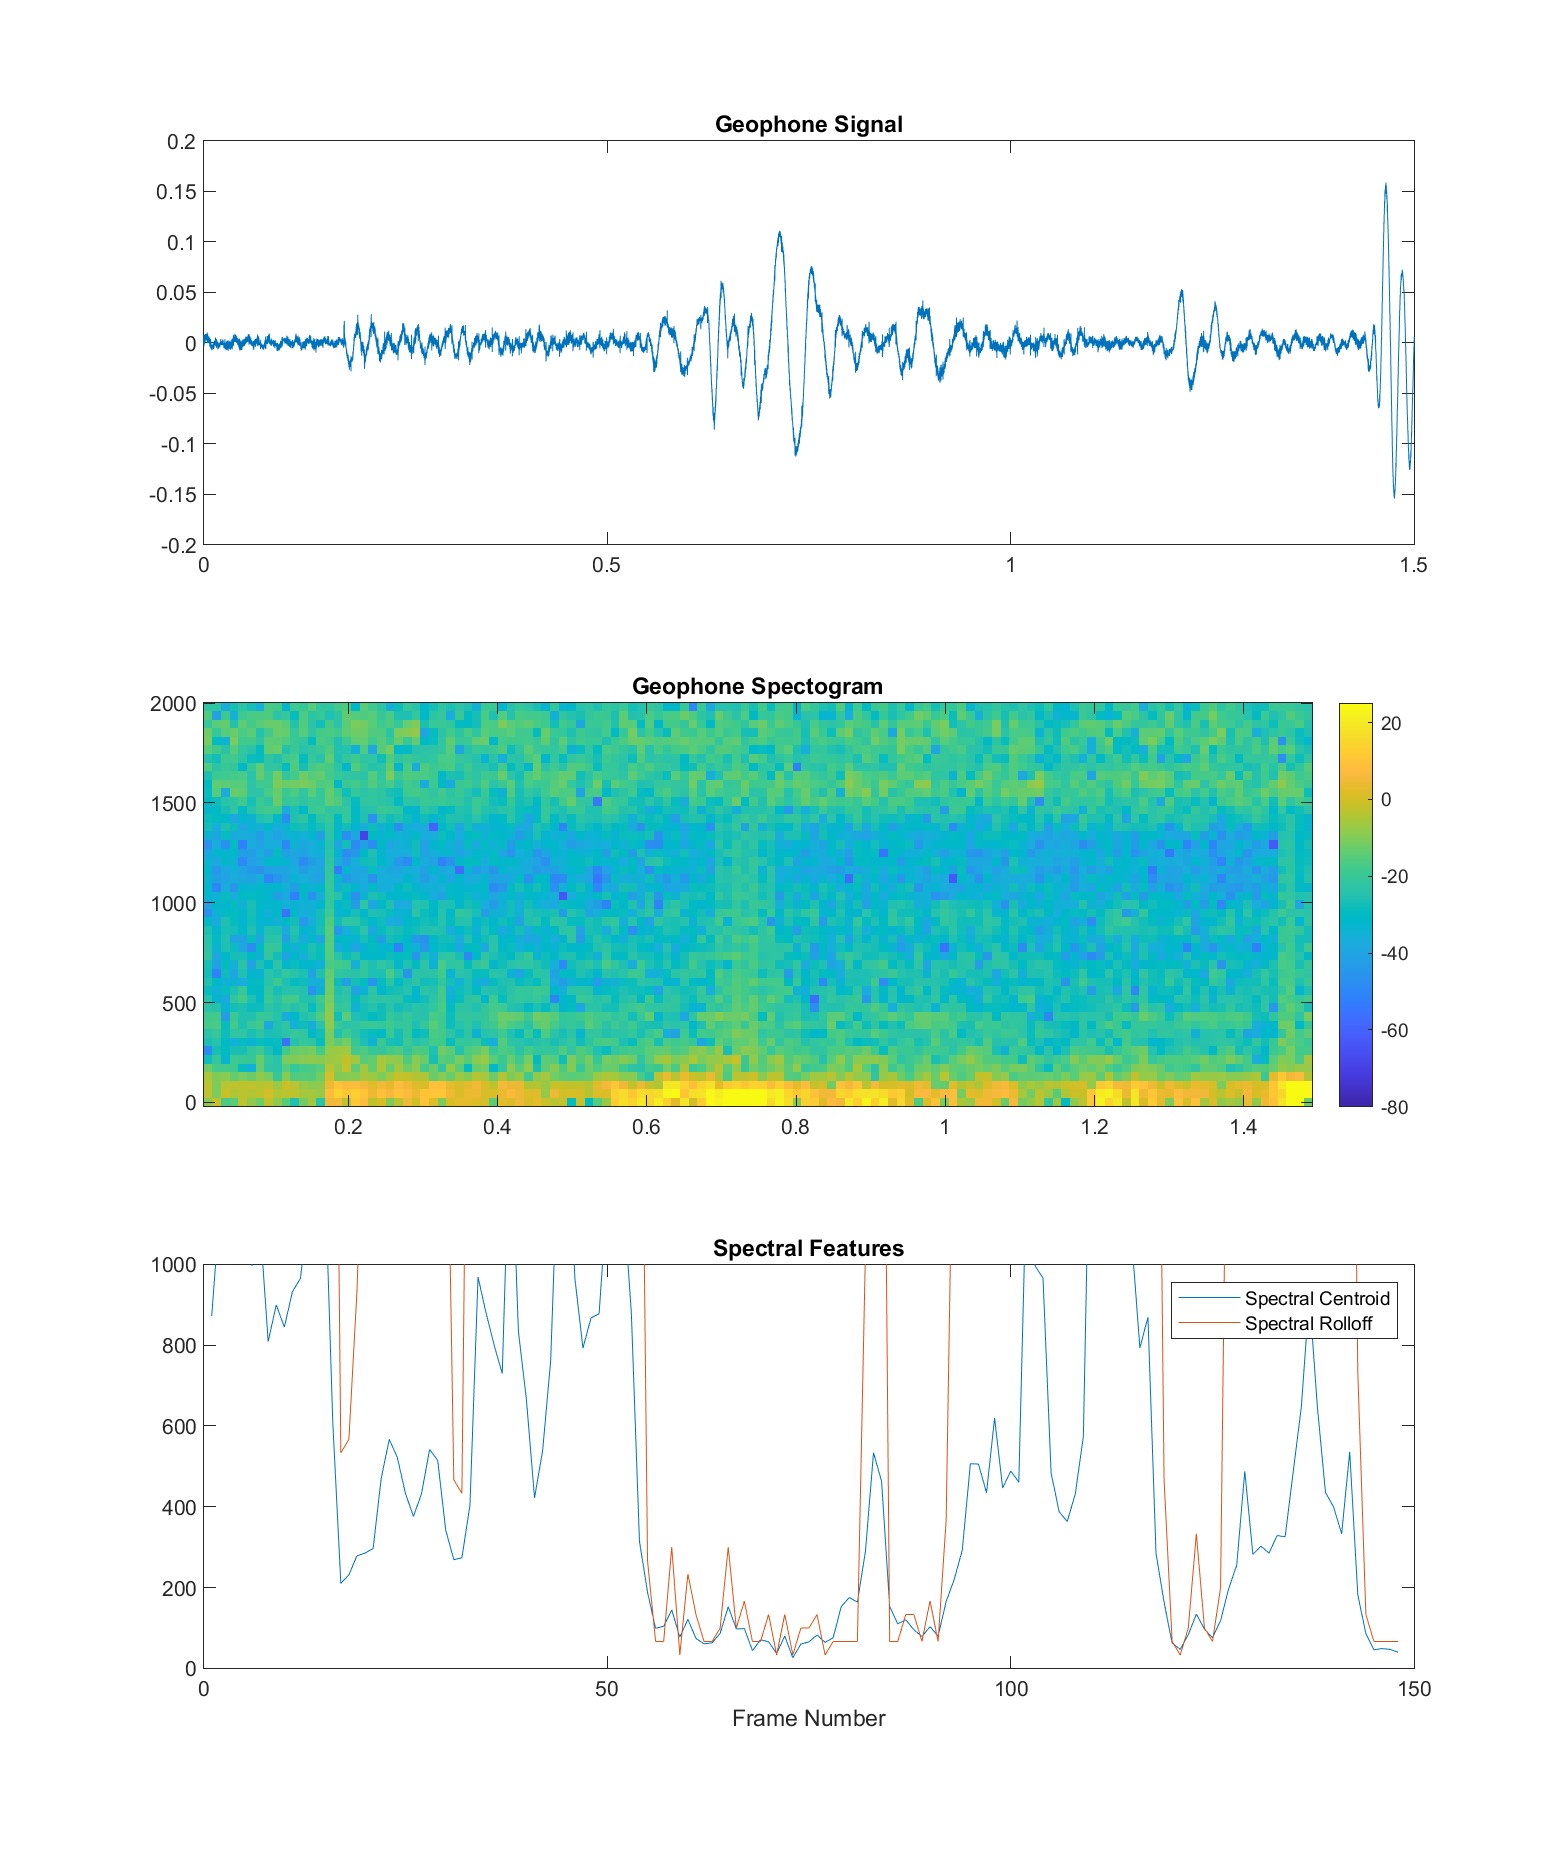 Geophone Signal
0.2
0.15
0.1
0.05
0
-0.05
-0.1
-0.15
-0.2
0 0.5 1 1.5
Geophone Spectogram
2000
1500
1000
500
0
0.2 0.4 0.6 0.8 1 1.2 1.4
20
0
-20
-40
-60
-80
Spectral Features
1000
800
600
400
200
0
Spectral Centroid
Spectral Rolloff
0 50 100 150
Frame Number